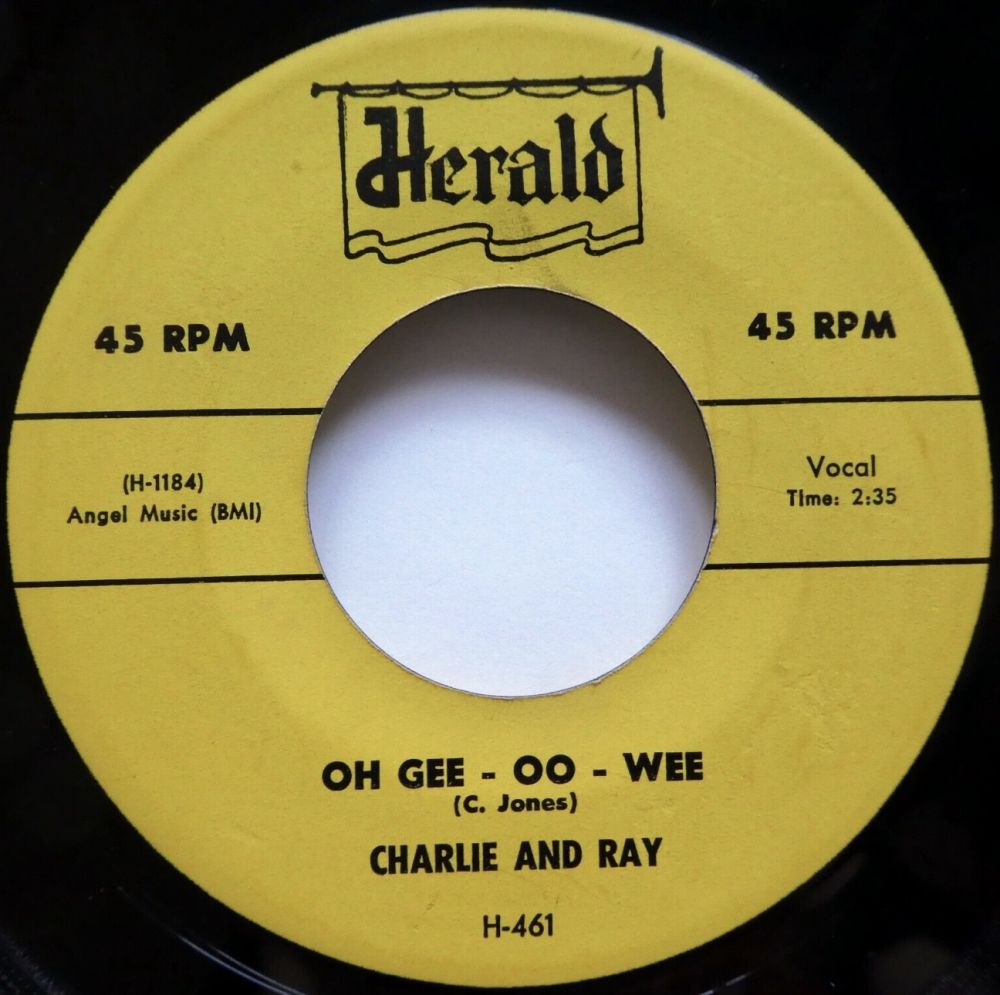 Herald
45 RPM
45 RPM
(H-1184)
Angel Music (BMI)
Vocal
Time: 2:35
OH GEE - OO - WEE
(C. Jones)
CHARLIE AND RAY
H-461